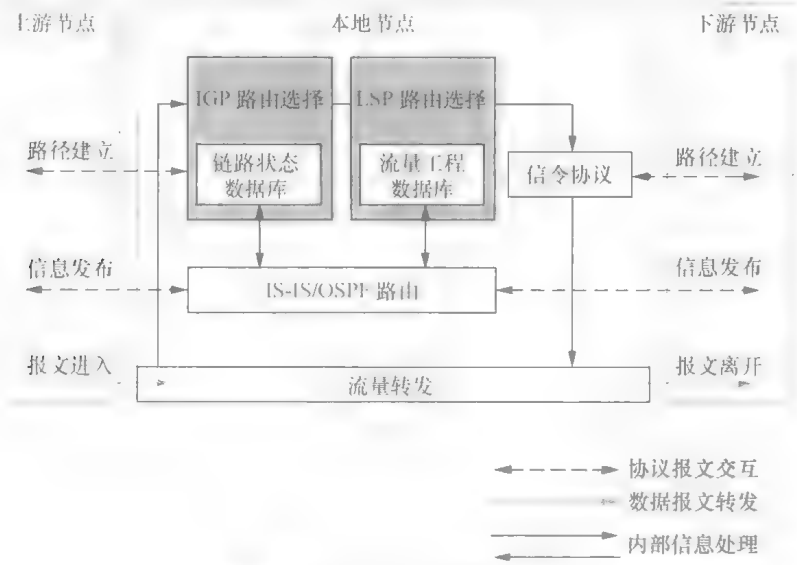 上游节点
本地节点
下游节点
IGP 路由选择
LSP 路由选择
路径建立
链路状态
数据库
流量工程
数据库
信令协议
路径建立
信息发布
IS-IS/OSPF 路由
信息发布
报文进入
流量转发
报文离开
协议报文交互
数据报文转发
内部信息处理